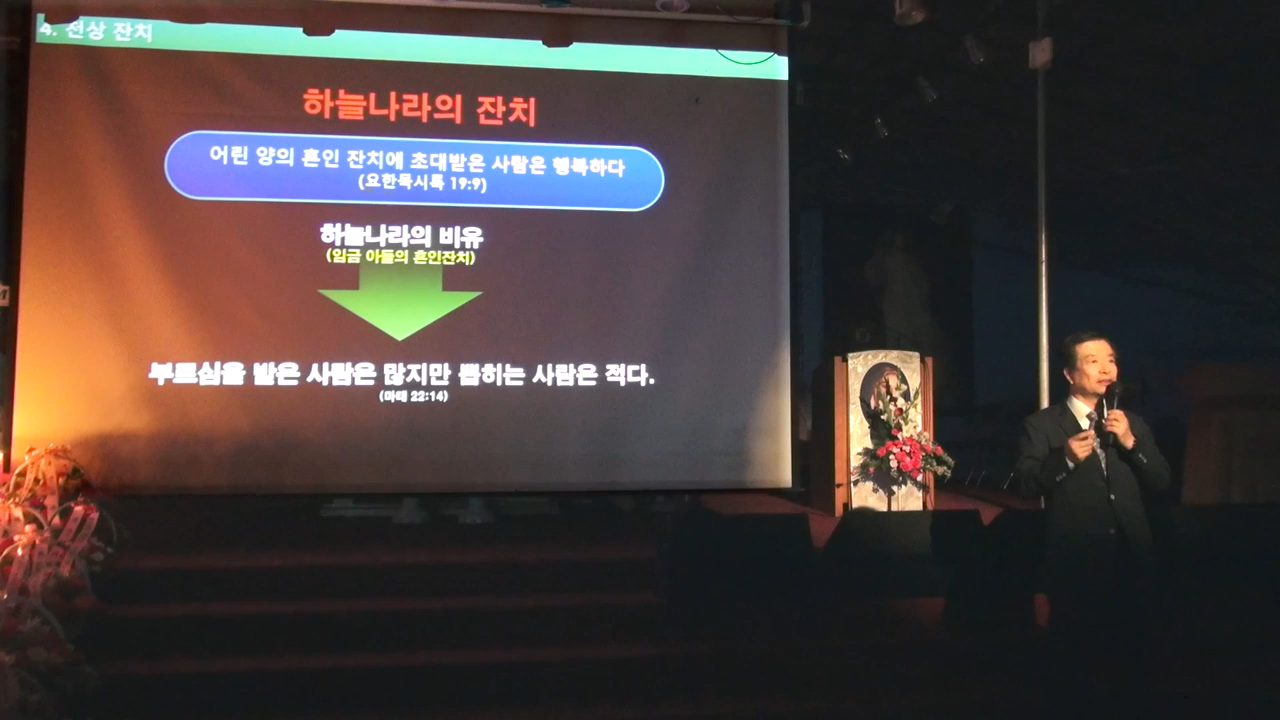 4. 천상 잔치
하늘나라의 잔치
어린 양의 혼인 잔치에 초대받은 사람은 행복하다
(요한묵시록 19:9)
하늘나라의 비유
(임금 아들의 혼인잔치)
부르심을 받은 사람은 많지만 뽑히는 사람은 적다.
(마태 22:14)